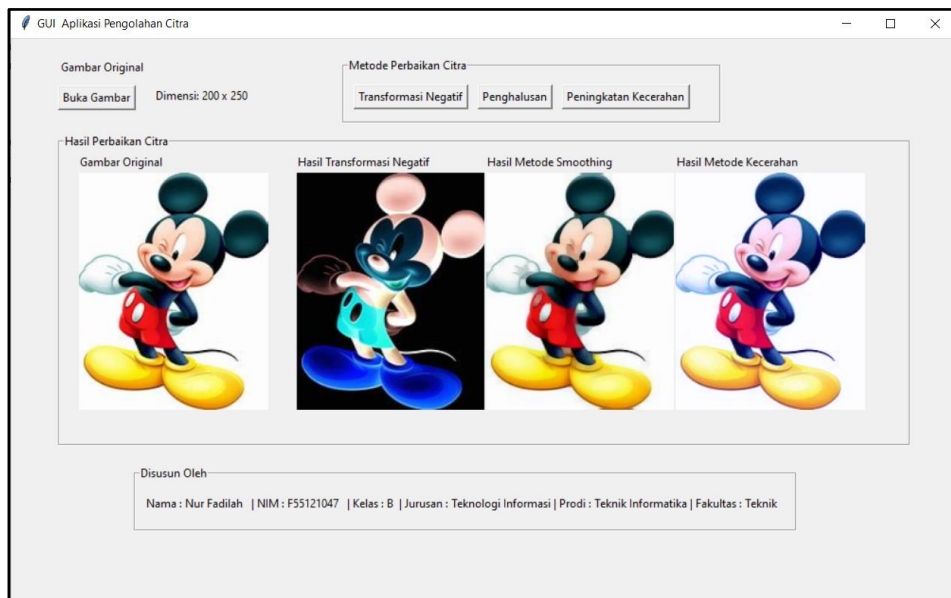 GUI Aplikasi Pengolahan Citra
Gambar Original
Metode Perbaikan Citra
Buka Gambar
Dimensi: 200 x 250
Transformasi Negatif
Penghalusan
Peningkatan Kecerahan
Hasil Perbaikan Citra
Gambar Original
Hasil Transformasi Negatif
Hasil Metode Smoothing
Hasil Metode Kecerahan
Disusun Oleh
Nama : Nur Fadilah | NIM : F55121047 | Kelas : B | Jurusan : Teknologi Informasi | Prodi : Teknik Informatika | Fakultas : Teknik